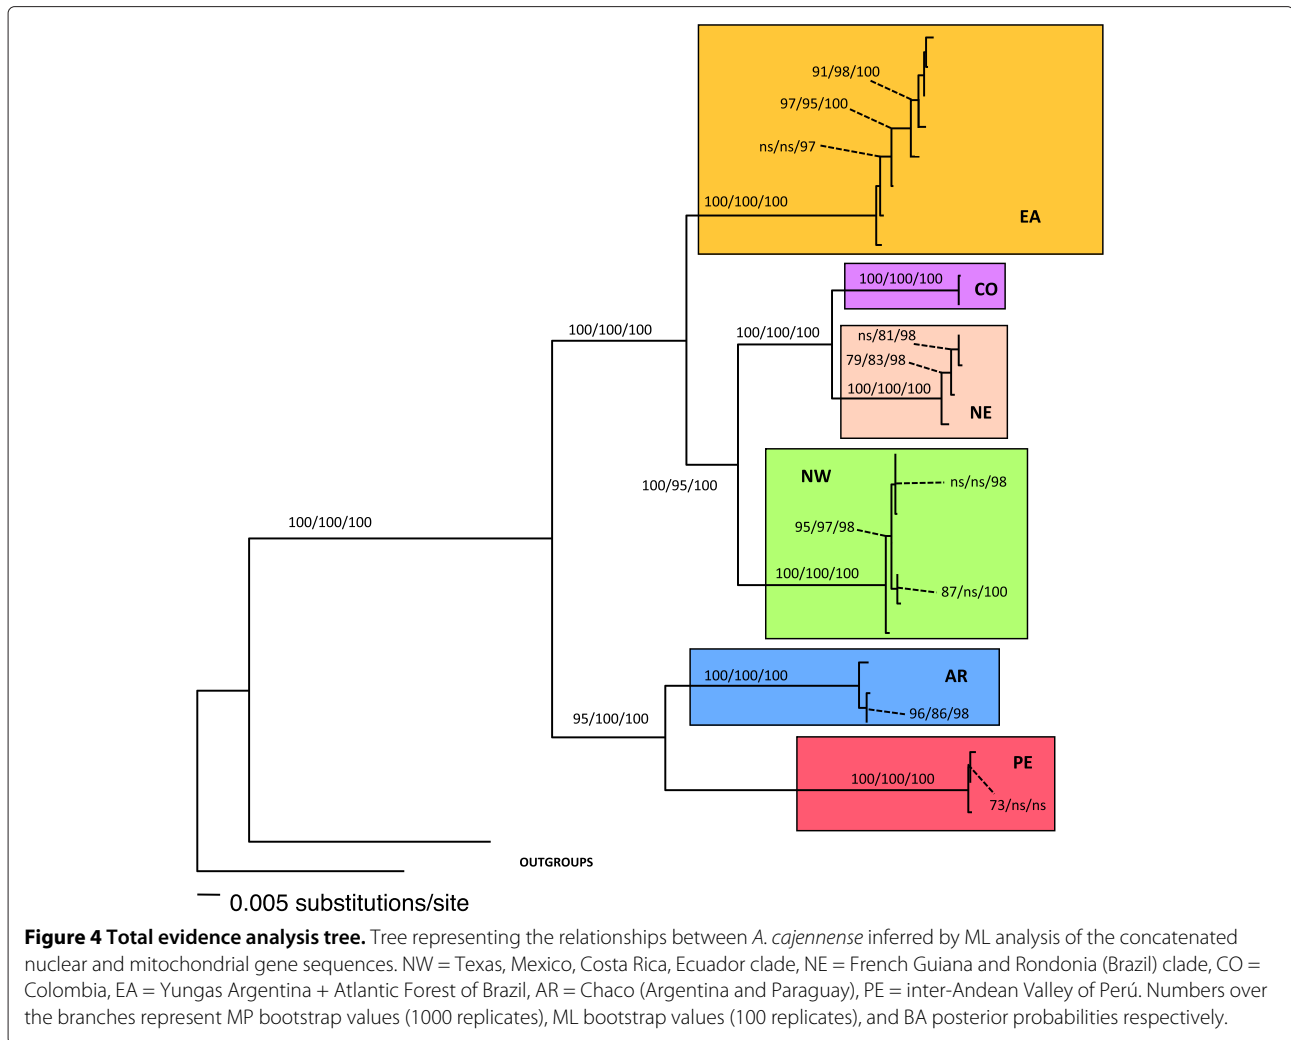 91/98/100
97/95/100
ns/ns/97
100/100/100
EA
100/100/100
CO
100/100/100
100/100/100
ns/81/98
79/83/98
100/100/100
NE
NW
100/95/100
ns/ns/98
95/97/98
100/100/100
100/100/100
87/ns/100
100/100/100
AR
96/86/98
95/100/100
PE
100/100/100
73/ns/ns
OUTGROUPS
0.005 substitutions/site
Figure 4 Total evidence analysis tree. Tree representing the relationships between A. cajennense inferred by ML analysis of the concatenated
nuclear and mitochondrial gene sequences. NW = Texas, Mexico, Costa Rica, Ecuador clade, NE = French Guiana and Rondonia (Brazil) clade, CO =
Colombia, EA = Yungas Argentina + Atlantic Forest of Brazil, AR = Chaco (Argentina and Paraguay), PE = inter-Andean Valley of Perú. Numbers over
the branches represent MP bootstrap values (1000 replicates), ML bootstrap values (100 replicates), and BA posterior probabilities respectively.